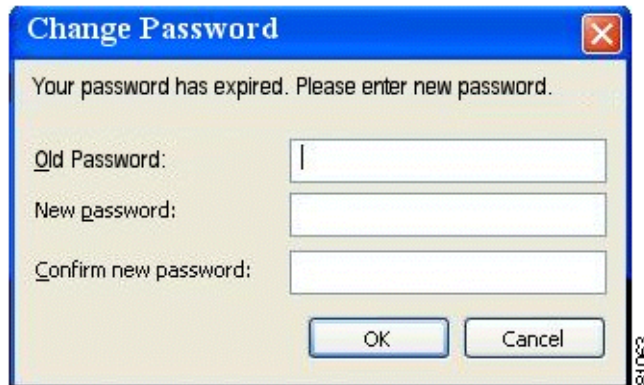 Change Password
Your password has expired. Please enter new password.
Old Password:
New password:
Confirm new password:
OK Cancel